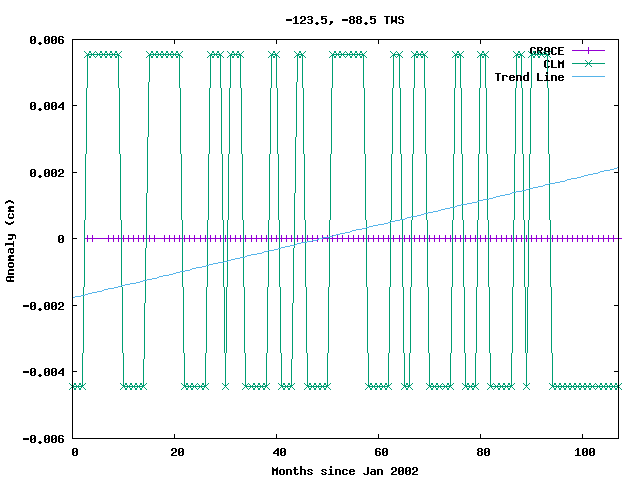 -123.5, -88.5 TWS
0.006
0.004
0.002
0
-0.002
-0.004
-0.006
Anomaly (cm)
GRACE
CLM
Trend Line
0 20 40 60 80 100
Months since Jan 2002